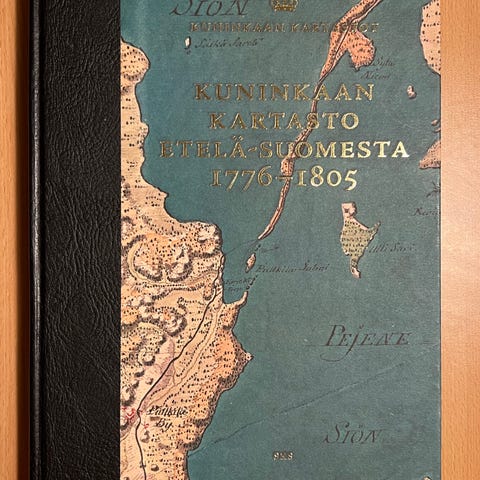 SIÖN
KUNINKAAN KARTASTOT
KUNINKAAN
KARTASTO
ETELÄ-SUOMESTA
1776–1805
PEJENE
SIÖN
SKS